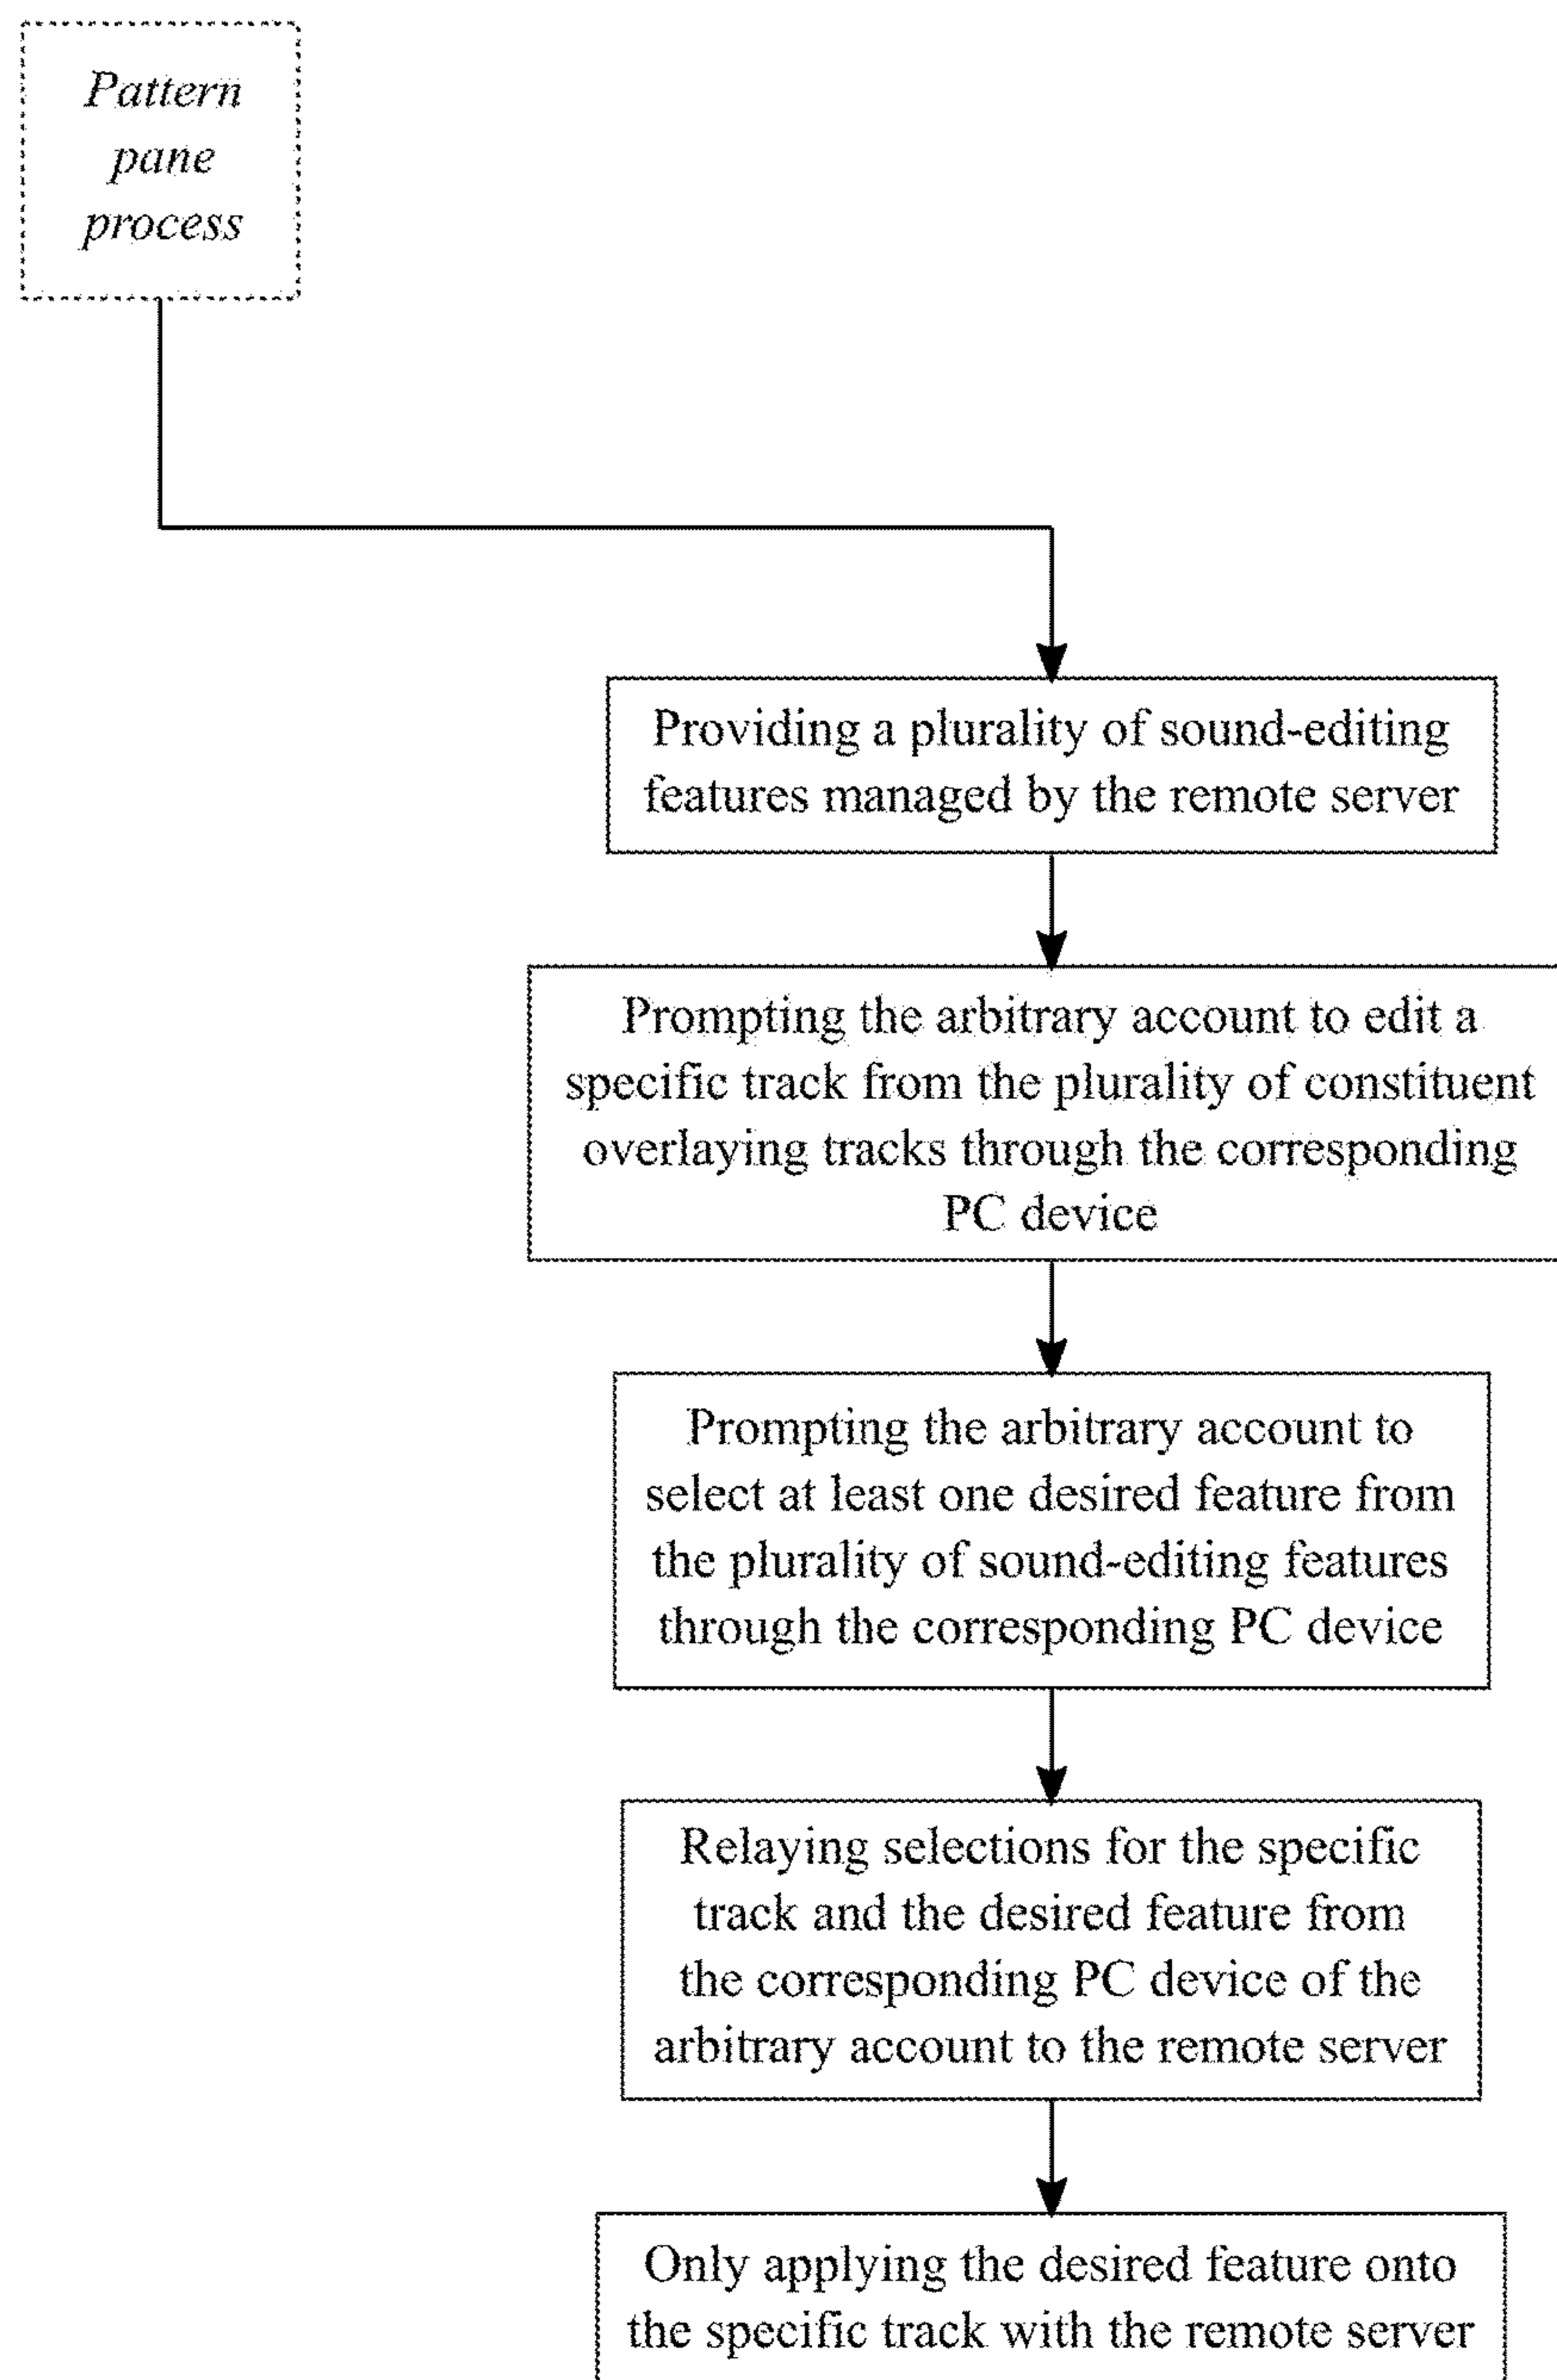 Pattern
pane
process
Providing a plurality of sound-editing
features managed by the remote server
Prompting the arbitrary account to edit a
specific track from the plurality of constituent
overlaying tracks through the corresponding
PC device
Prompting the arbitrary account to
select at least one desired feature from
the plurality of sound-editing features
through the corresponding PC device
Relaying selections for the specific
track and the desired feature from
the corresponding PC device of the
arbitrary account to the remote server
Only applying the desired feature onto
the specific track with the remote server